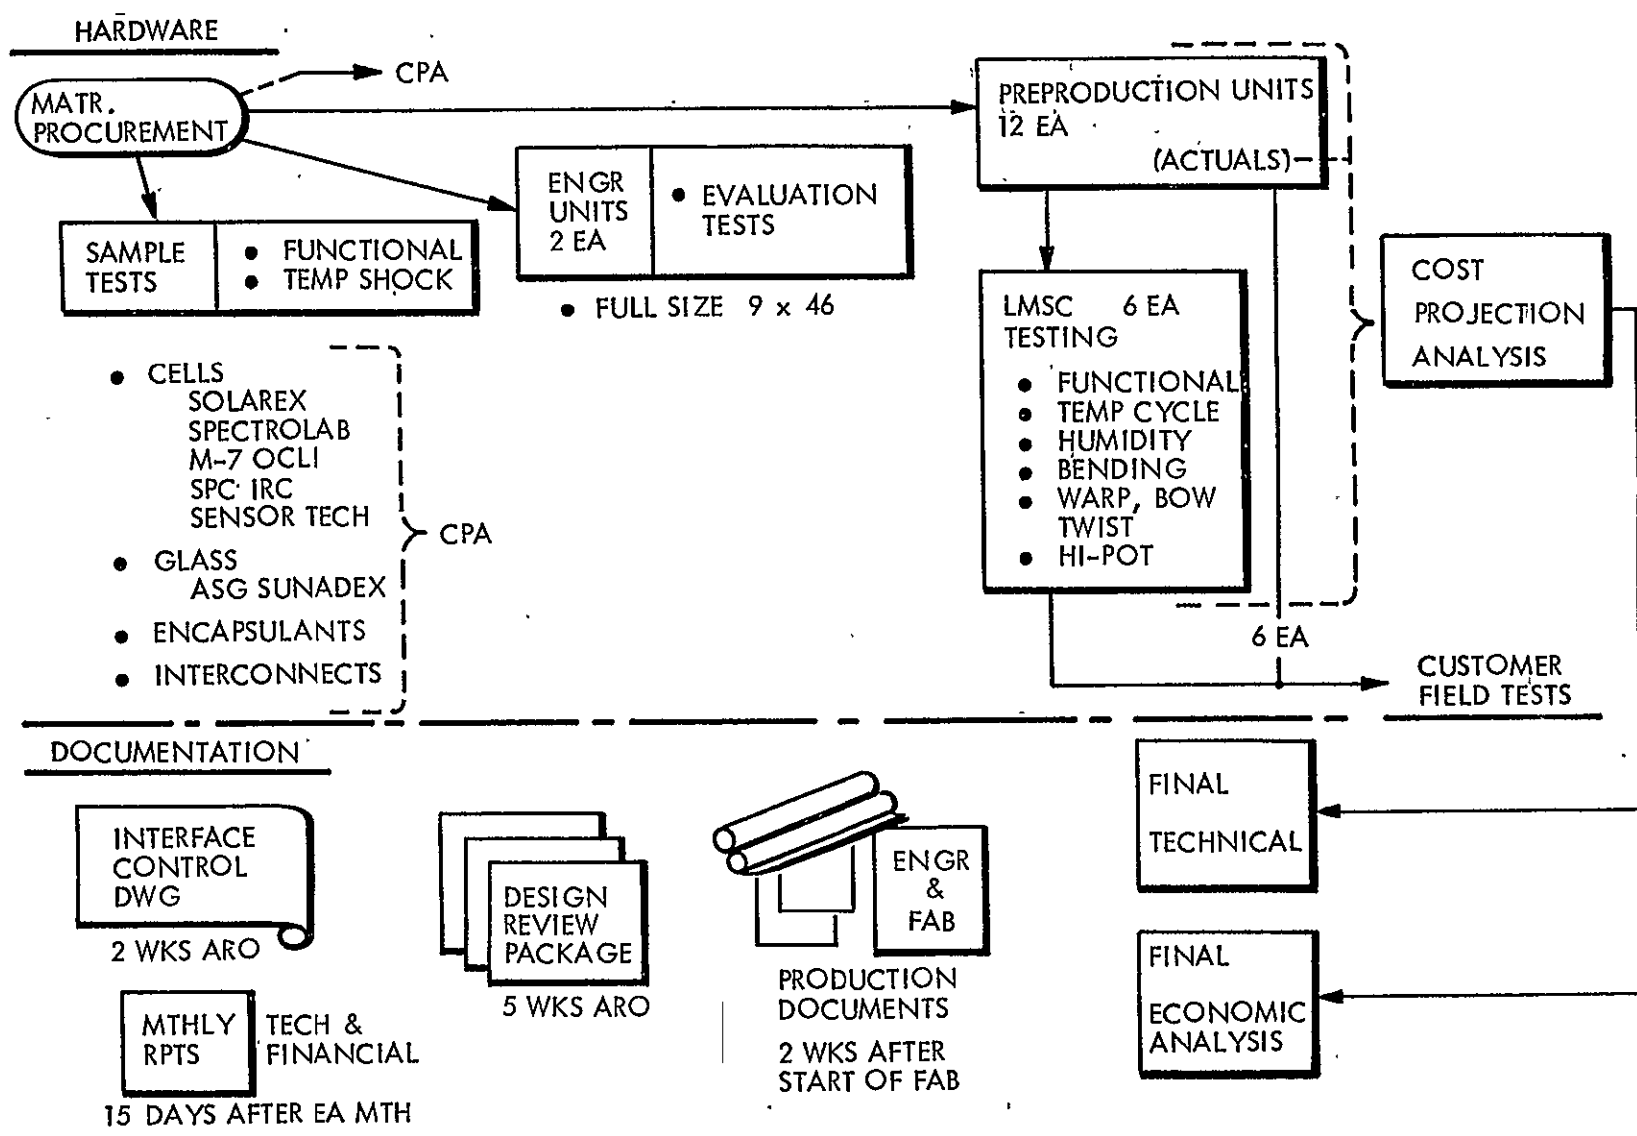 HARDWARE
CPA
MATR.
PROCUREMENT
PREPRODUCTION UNITS
12 EA
(ACTUALS)
ENGR
UNITS
2 EA
• EVALUATION
TESTS
SAMPLE
TESTS
• FUNCTIONAL
• TEMP SHOCK
• FULL SIZE 9 x 46
LMSC 6 EA
TESTING
• FUNCTIONAL
• TEMP CYCLE
• HUMIDITY
• BENDING
• WARP, BOW
TWIST
• HI-POT
COST
PROJECTION
ANALYSIS
• CELLS
SOLAREX
SPECTROLAB
M-7 OCLI
SPC IRC
SENSOR TECH
• GLASS
ASG SUNADEX
• ENCAPSULANTS
• INTERCONNECTS
CPA
6 EA
CUSTOMER
FIELD TESTS
DOCUMENTATION
INTERFACE
CONTROL
DWG
2 WKS ARO
DESIGN
REVIEW
PACKAGE
5 WKS ARO
ENGR
&
FAB
PRODUCTION
DOCUMENTS
2 WKS AFTER
START OF FAB
FINAL
TECHNICAL
FINAL
ECONOMIC
ANALYSIS
MTHLY
RPTS
TECH &
FINANCIAL
15 DAYS AFTER EA MTH